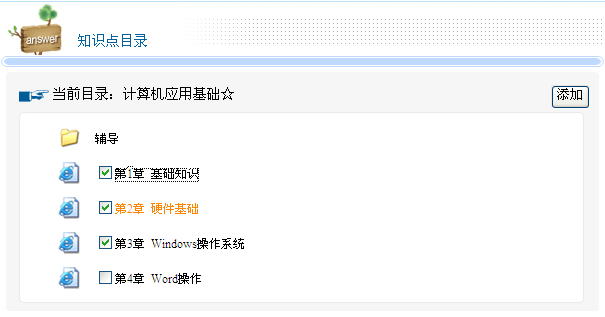 answer
知识点目录
当前目录：计算机应用基础☆
添加
辅导
第1章 基础知识
第2章 硬件基础
第3章 Windows操作系统
第4章 Word操作